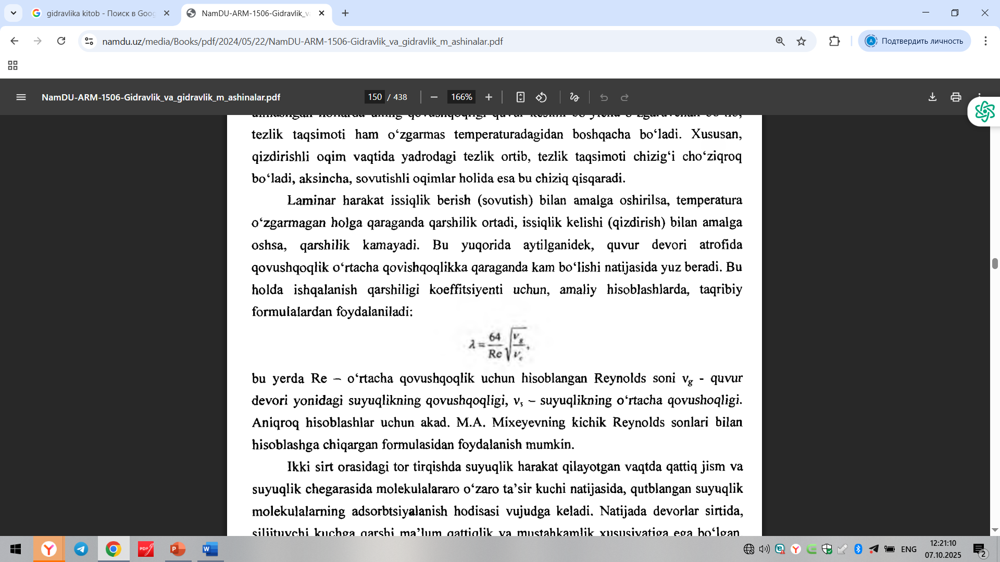 gidravlika kitob - Поиск в Goog
NamDU-ARM-1506-Gidravlik_va
namdu.uz/media/Books/pdf/2024/05/22/NamDU-ARM-1506-Gidravlik_va_gidravlik_m_ashinalar.pdf
Подтвердить личность
NamDU-ARM-1506-Gidravlik_va_gidravlik_m_ashinalar.pdf
150 / 438
166%
tezlik taqsimoti ham o‘zgarmas temperaturadagidan boshqacha bo‘ladi. Xususan,
qizdirishli oqim vaqtida yadrodagi tezlik ortib, tezlik taqsimoti chizig‘i cho‘ziqroq
bo‘ladi, aksincha, sovutishli oqimlar holida esa bu chiziq qisqaradi.
Laminar harakat issiqlik berish (sovutish) bilan amalga oshirilsa, temperatura
o‘zgarmagan holga qaraganda qarshilik ortadi, issiqlik kelishi (qizdirish) bilan amalga
oshsa, qarshilik kamayadi. Bu yuqorida aytilganidek, quvur devori atrofida
qovushqoqlik o‘rtacha qovishqoqlikka qaraganda kam bo‘lishi natijasida yuz beradi. Bu
holda ishqalanish qarshiligi koeffitsiyenti uchun, amaliy hisoblashlarda, taqribiy
formulalardan foydalaniladi:
λ = 64/Re √(ν_g/ν_s),
bu yerda Re – o‘rtacha qovushqoqlik uchun hisoblangan Reynolds soni ν_g - quvur
devori yonidagi suyuqlikning qovushqoqligi, ν_s – suyuqlikning o‘rtacha qovushoqligi.
Aniqroq hisoblashlar uchun akad. M.A. Mixeyevning kichik Reynolds sonlari bilan
hisoblashga chiqargan formulasidan foydalanish mumkin.
Ikki sirt orasidagi tor tirqishda suyuqlik harakat qilayotgan vaqtda qattiq jism va
suyuqlik chegarasida molekulalararo o‘zaro ta’sir kuchi natijasida, qutblangan suyuqlik
molekulalarning adsorbtsiyalanish hodisasi vujudga keladi. Natijada devorlar sirtida,
siljituvchi kuchga qarshi ma’lum qattiqlik va mustahkamlik xususiyatiga ega bo‘lgan,
ENG
12:21:10
07.10.2025
2